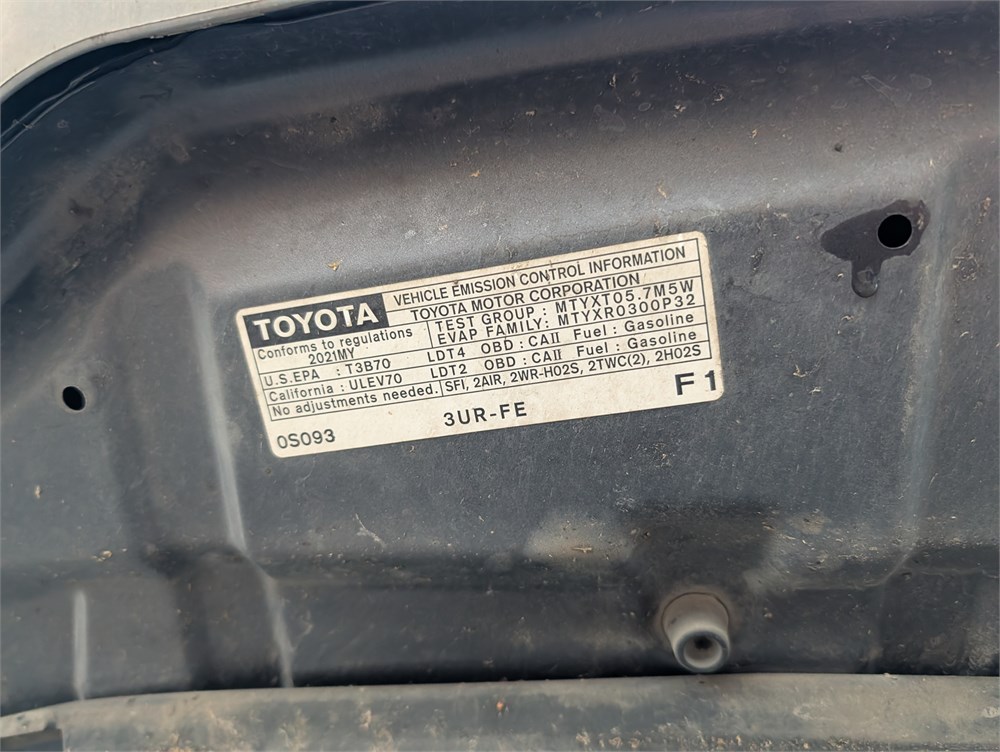 TOYOTA VEHICLE EMISSION CONTROL INFORMATION
TOYOTA MOTOR CORPORATION
Conforms to regulations TEST GROUP : MTYXT05.7M5W
2021MY EVAP FAMILY: MTYXR0300P32
U.S.EPA : T3B70 LDT4 OBD : CAII Fuel : Gasoline
California : ULEV70 LDT2 OBD : CAII Fuel : Gasoline
No adjustments needed. SFI, 2AIR, 2WR-HO2S, 2TWC(2), 2HO2S
0S093 3UR-FE F1